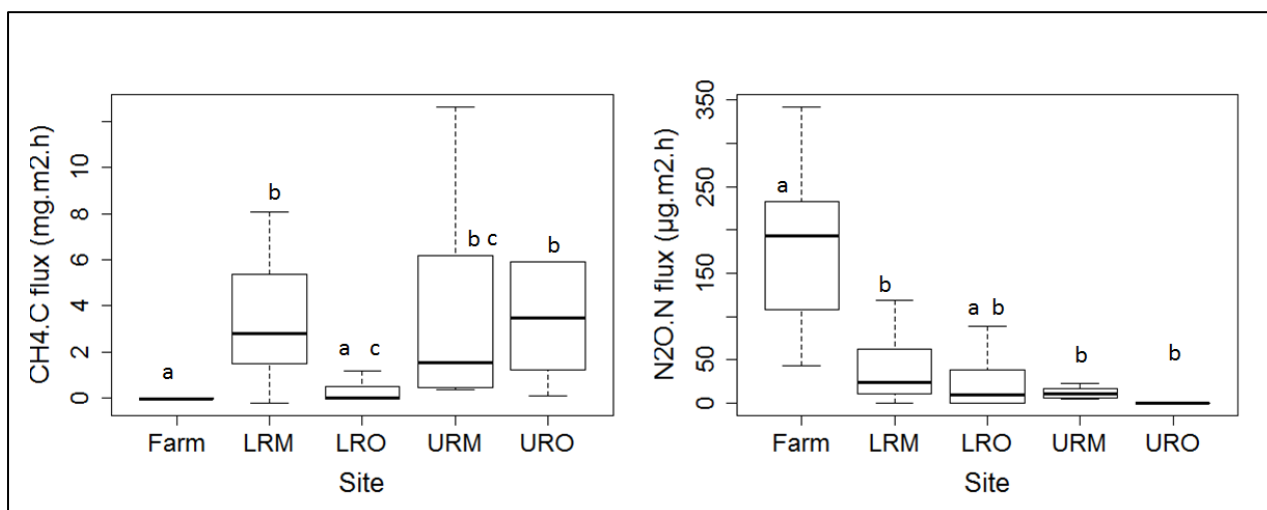 CH4.C flux (mg.m2.h)
10
8
6
4
2
0
a
b
a c
b c
b
Farm LRM LRO URM URO
Site
N2O.N flux (µg.m2.h)
350
250
150
50
0
a
b
a b
b
b
Farm LRM LRO URM URO
Site